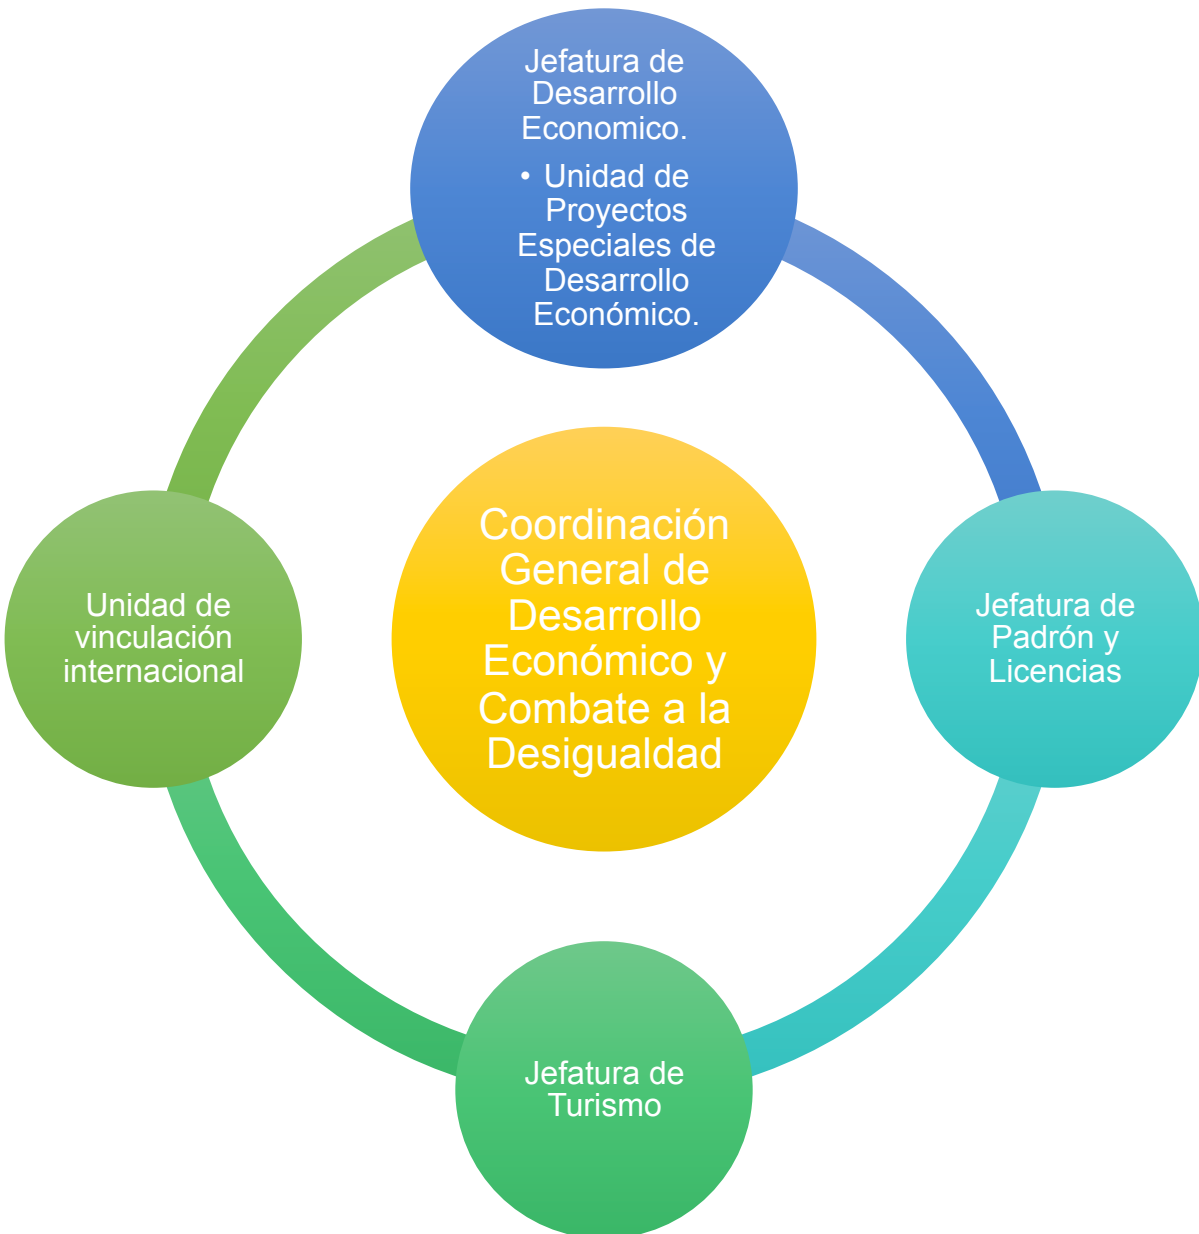 Jefatura de
Desarrollo
Economico.
• Unidad de
Proyectos
Especiales de
Desarrollo
Económico.
Coordinación
General de
Desarrollo
Económico y
Combate a la
Desigualdad
Unidad de
vinculación
internacional
Jefatura de
Padrón y
Licencias
Jefatura de
Turismo